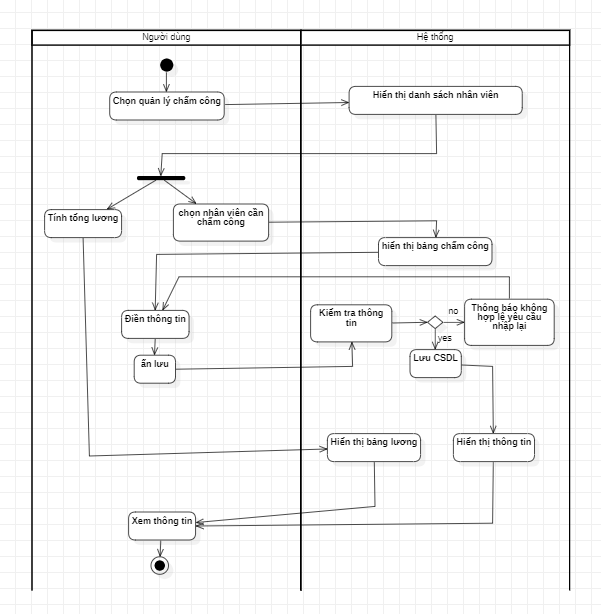 Người dùng
Hệ thống
Chọn quản lý chấm công
Hiển thị danh sách nhân viên
Tính tổng lương
chọn nhân viên cần
chấm công
hiển thị bảng chấm công
Điền thông tin
Kiểm tra thông
tin
no
Thông báo không
hợp lệ yêu cầu
nhập lại
yes
ấn lưu
Lưu CSDL
Hiển thị bảng lương
Hiển thị thông tin
Xem thông tin